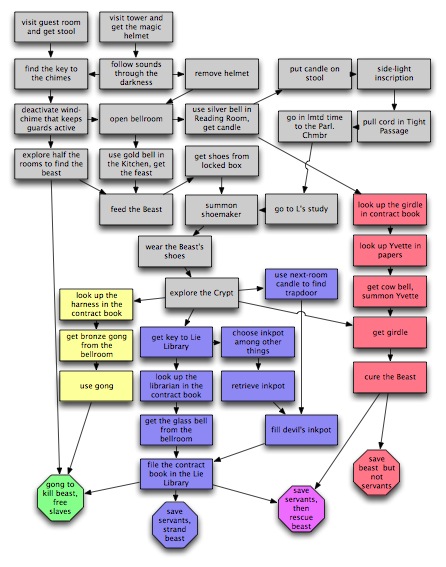 visit guest room
and get stool
visit tower and
get the magic
helmet
find the key to
the chimes
follow sounds
through the
darkness
remove helmet
put candle on
stool
side-light
inscription
deactivate wind-
chime that keeps
guards active
open bellroom
use silver bell in
Reading Room,
get candle
go in lmtd time
to the Parl.
Chmbr
pull cord in Tight
Passage
explore half the
rooms to find the
beast
use gold bell in
the Kitchen, get
the feast
get shoes from
locked box
feed the Beast
summon
shoemaker
go to L's study
look up the girdle
in contract book
wear the Beast's
shoes
look up Yvette in
papers
explore the Crypt
use next-room
candle to find
trapdoor
get cow bell,
summon Yvette
look up the
harness in the
contract book
get key to Lie
Library
choose inkpot
among other
things
get girdle
get bronze gong
from the
bellroom
use gong
look up the
librarian in the
contract book
retrieve inkpot
cure the Beast
get the glass bell
from the
bellroom
fill devil's inkpot
file the contract
book in the Lie
Library
save
beast but
not
servants
gong to
kill beast,
free
slaves
save
servants,
strand
beast
save
servants,
then
rescue
beast